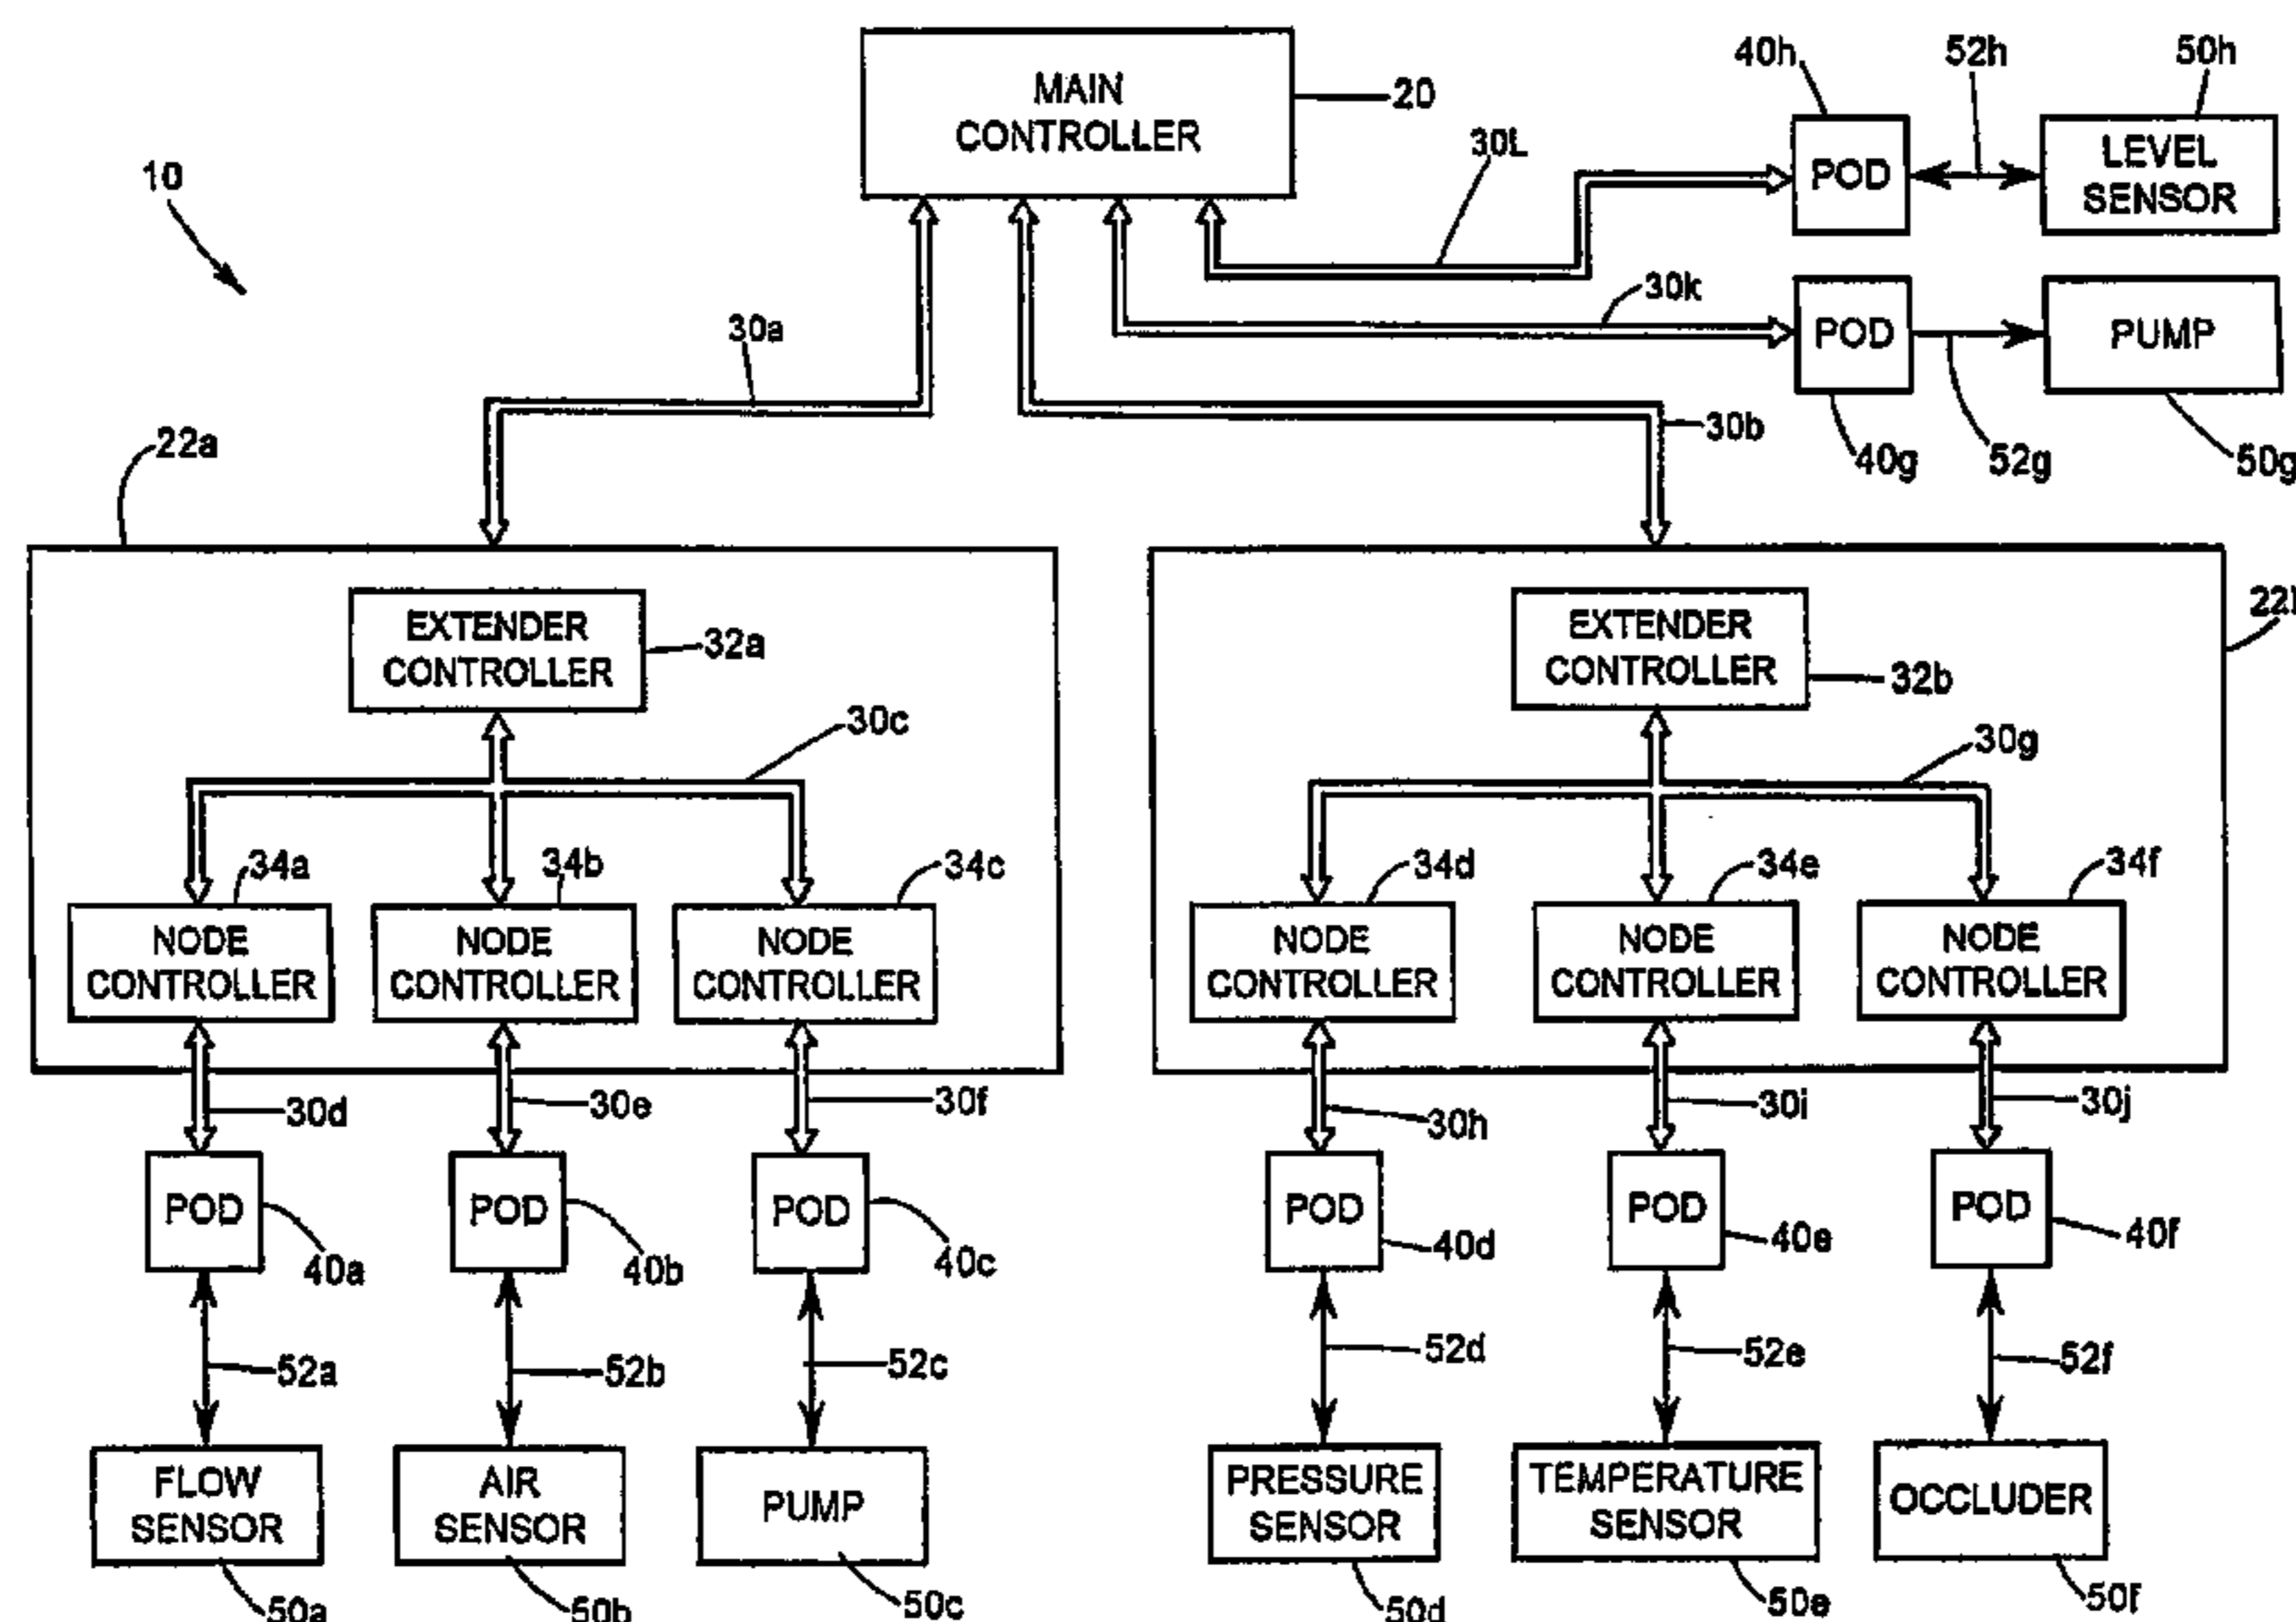 MAIN
CONTROLLER
20
40h
52h
50h
POD
LEVEL
SENSOR
30L
10
30k
POD
PUMP
30a
30b
40g
52g
50g
22a
EXTENDER
CONTROLLER
32a
EXTENDER
CONTROLLER
32b
30c
30g
34a
34b
34c
34d
34e
34f
NODE
CONTROLLER
NODE
CONTROLLER
NODE
CONTROLLER
NODE
CONTROLLER
NODE
CONTROLLER
NODE
CONTROLLER
30d
30e
30f
30h
30i
30j
POD
POD
POD
POD
POD
POD
40a
40b
40c
40d
40e
40f
52a
52b
52c
52d
52e
52f
FLOW
SENSOR
AIR
SENSOR
PUMP
PRESSURE
SENSOR
TEMPERATURE
SENSOR
OCCLUDER
50a
50b
50c
50d
50e
50f